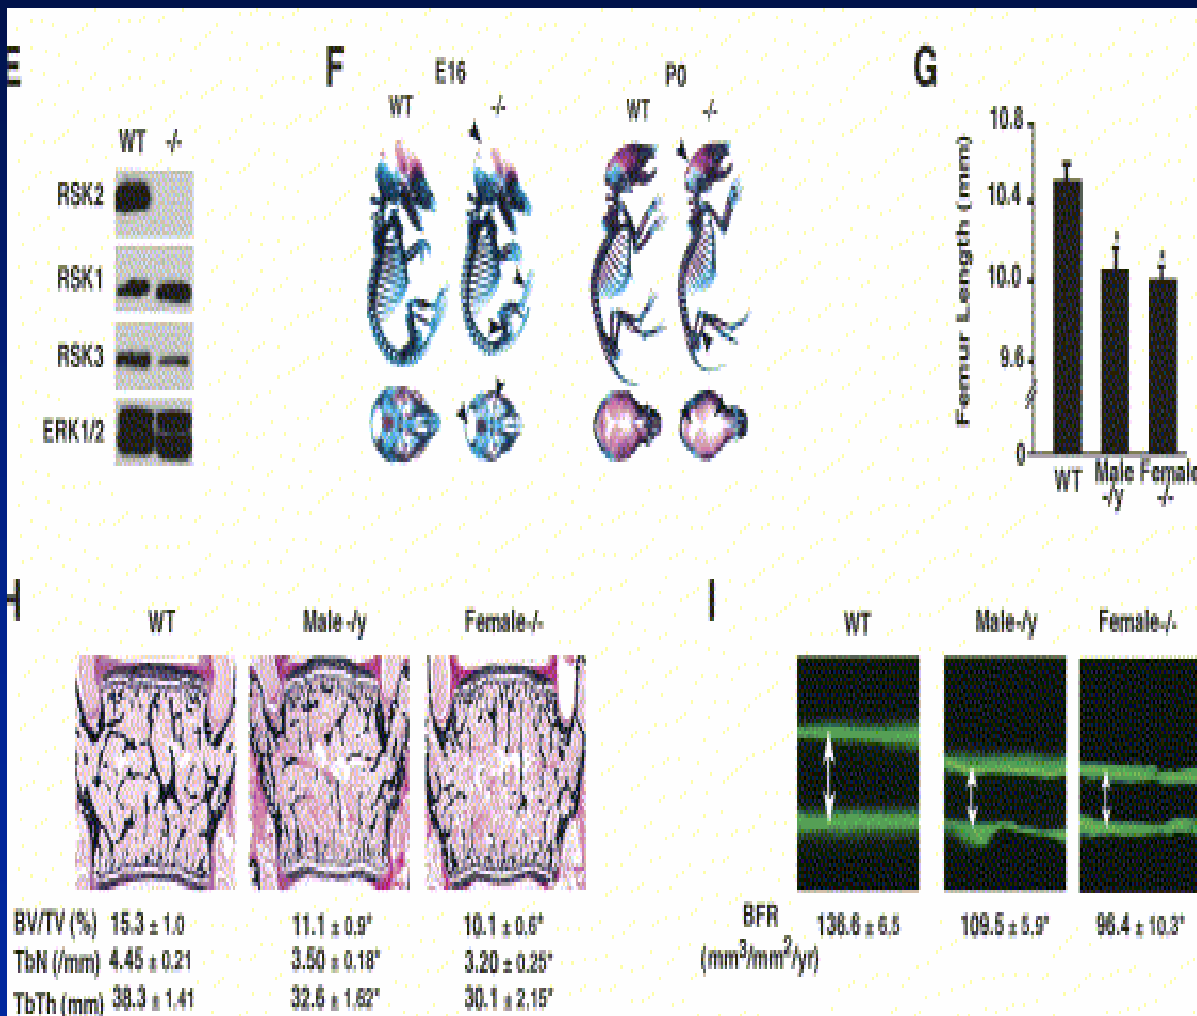 E
WT -/-
RSK2
RSK1
RSK3
ERK1/2
F
E16 P0
WT -/- WT -/-
G
Femur Length (mm)
10.8
10.4
10.0
9.6
0
WT Male -/y Female -/-
H
WT Male -/y Female-/-
BV/TV (%) 15.3 ± 1.0 11.1 ± 0.9* 10.1 ± 0.6*
TbN (/mm) 4.45 ± 0.21 3.50 ± 0.18* 3.20 ± 0.25*
TbTh (mm) 38.3 ± 1.41 32.6 ± 1.62* 30.1 ± 2.15*
I
WT Male-/y Female-/-
BFR 136.6 ± 6.5 109.5 ± 5.9* 96.4 ± 10.3*
(mm³/mm²/yr)